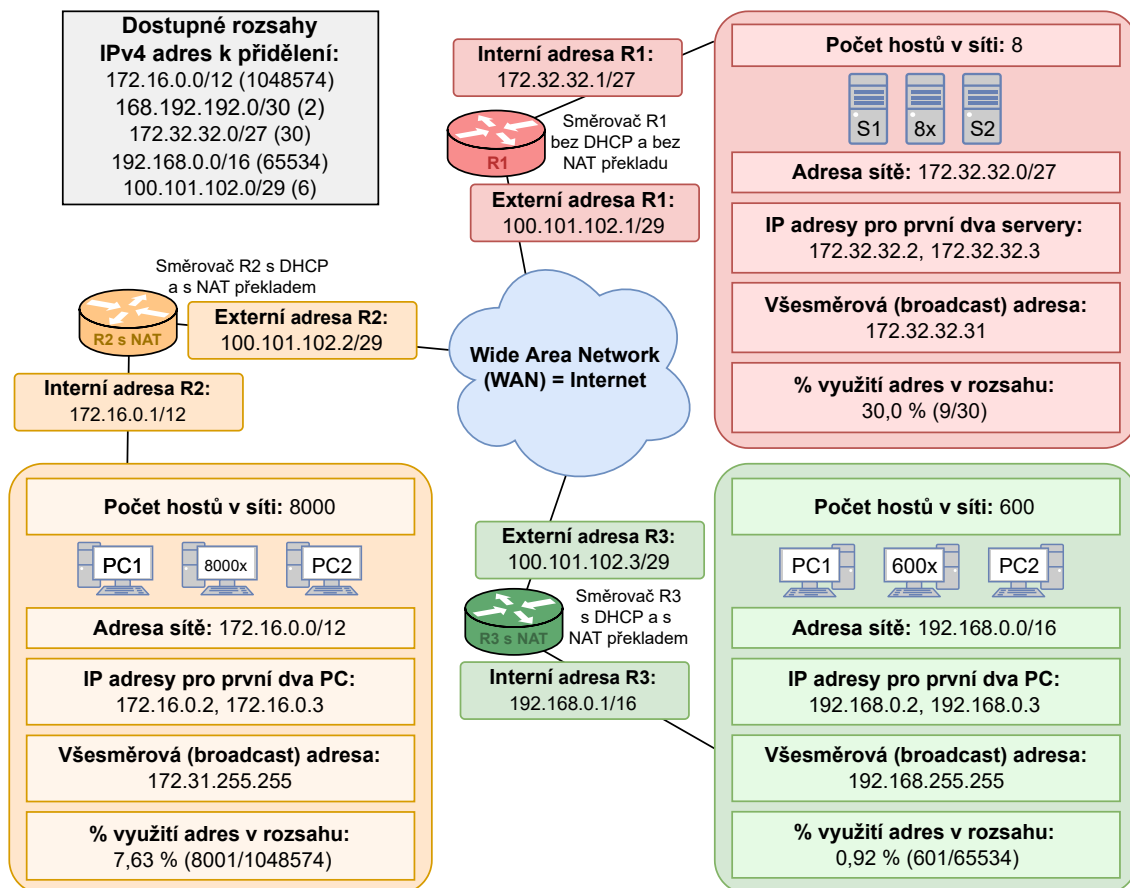 Dostupné rozsahy
IPv4 adres k přidělení:
172.16.0.0/12 (1048574)
168.192.192.0/30 (2)
172.32.32.0/27 (30)
192.168.0.0/16 (65534)
100.101.102.0/29 (6)
Interní adresa R1:
172.32.32.1/27
Směrovač R1
bez DHCP a bez
NAT překladu
R1
Externí adresa R1:
100.101.102.1/29
Počet hostů v síti: 8
S1
8x
S2
Adresa sítě: 172.32.32.0/27
IP adresy pro první dva servery:
172.32.32.2, 172.32.32.3
Všesměrová (broadcast) adresa:
172.32.32.31
% využití adres v rozsahu:
30,0 % (9/30)
Směrovač R2 s DHCP
a s NAT překladem
R2 s NAT
Externí adresa R2:
100.101.102.2/29
Interní adresa R2:
172.16.0.1/12
Wide Area Network
(WAN) = Internet
Počet hostů v síti: 8000
PC1
8000x
PC2
Adresa sítě: 172.16.0.0/12
IP adresy pro první dva PC:
172.16.0.2, 172.16.0.3
Všesměrová (broadcast) adresa:
172.31.255.255
% využití adres v rozsahu:
7,63 % (8001/1048574)
Externí adresa R3:
100.101.102.3/29
Směrovač R3
s DHCP a s
NAT překladem
R3 s NAT
Interní adresa R3:
192.168.0.1/16
Počet hostů v síti: 600
PC1
600x
PC2
Adresa sítě: 192.168.0.0/16
IP adresy pro první dva PC:
192.168.0.2, 192.168.0.3
Všesměrová (broadcast) adresa:
192.168.255.255
% využití adres v rozsahu:
0,92 % (601/65534)